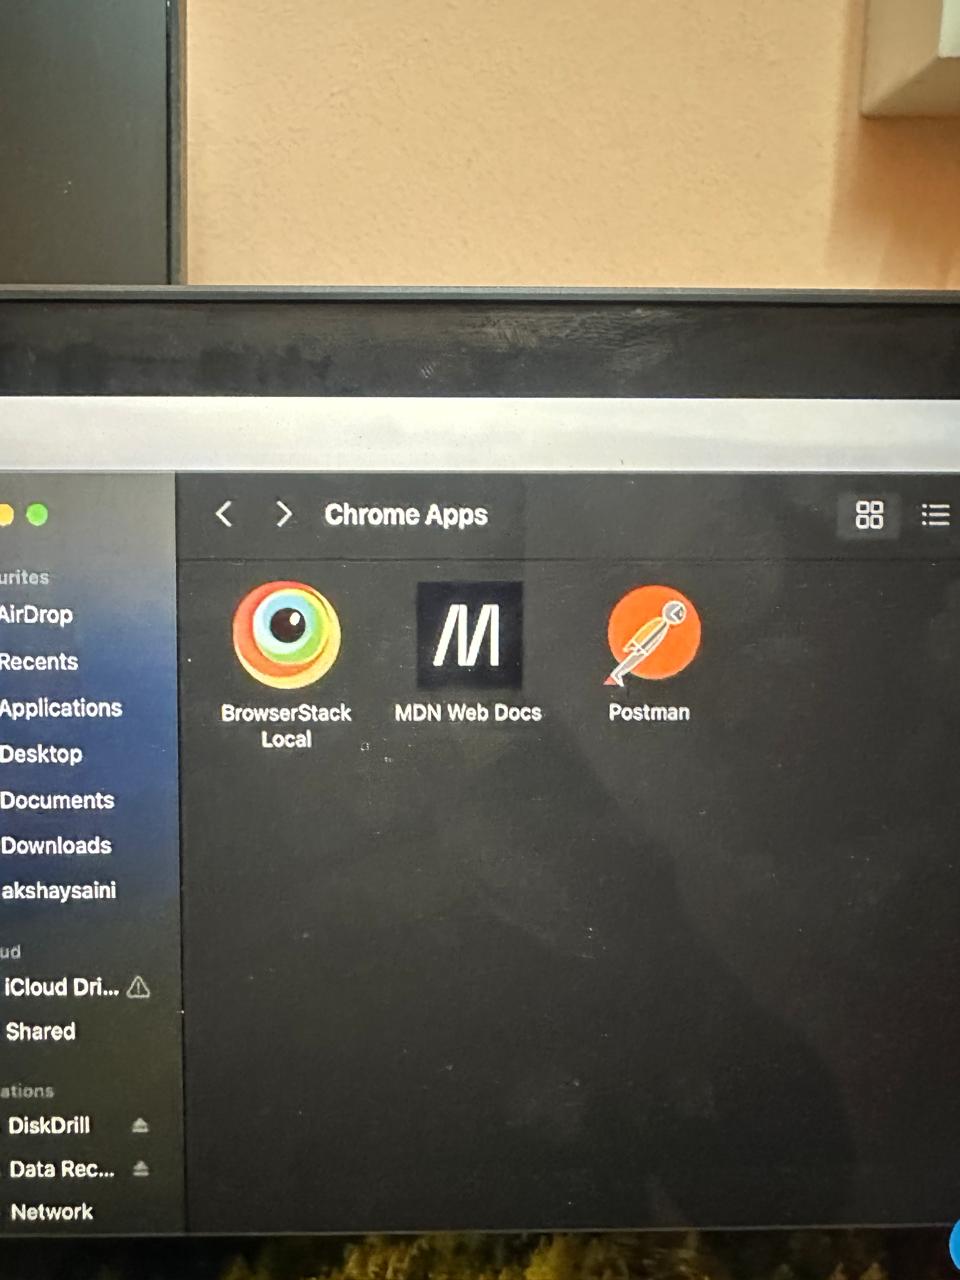 Chrome Apps
urites
AirDrop
Recents
Applications
Desktop
Documents
Downloads
akshaysaini
ud
iCloud Dri...
Shared
ations
DiskDrill
Data Rec...
Network
BrowserStack
Local
MDN Web Docs
Postman